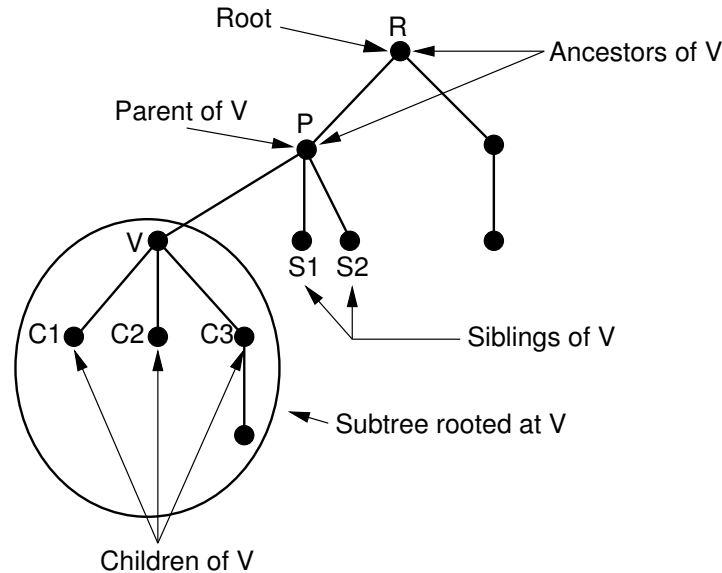 Root
R
Ancestors of V
Parent of V
P
V
S1
S2
C1
C2
C3
Siblings of V
Subtree rooted at V
Children of V